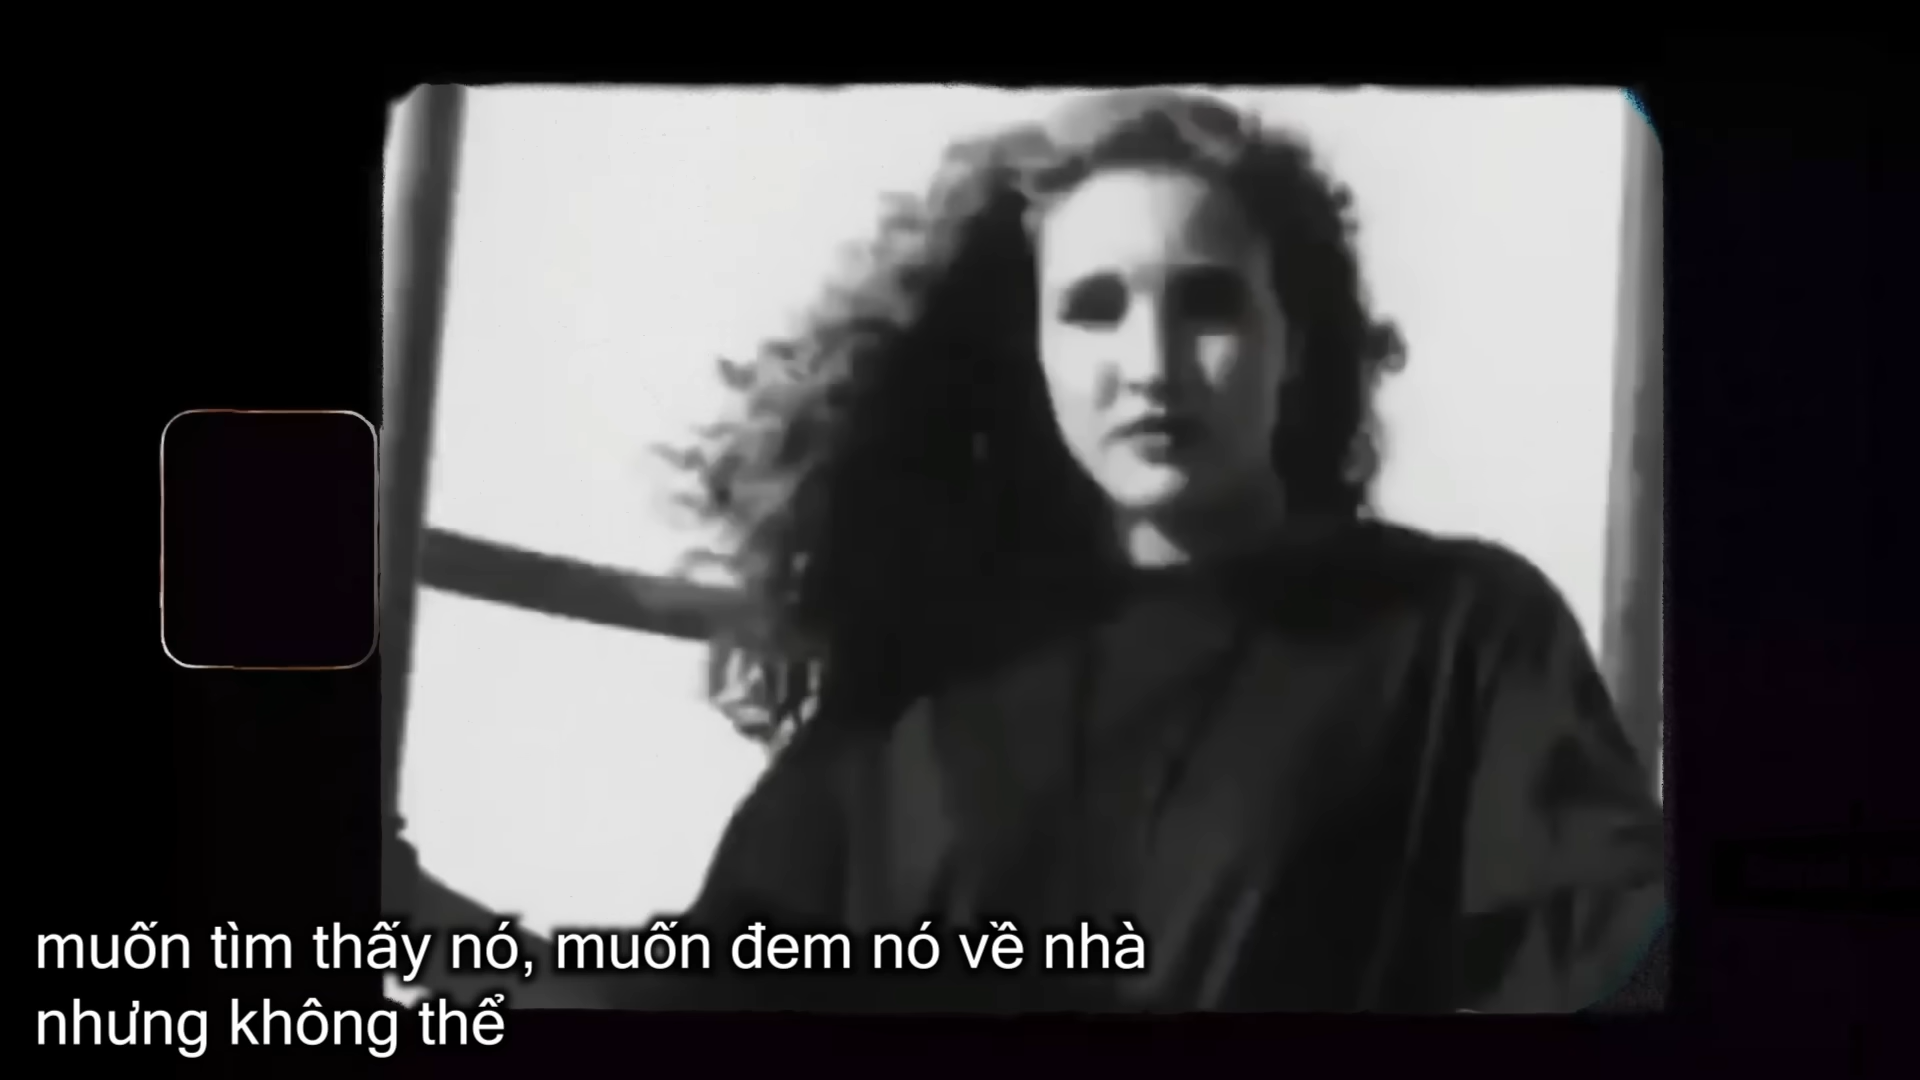 muốn tìm thấy nó, muốn đem nó về nhà
nhưng không thể